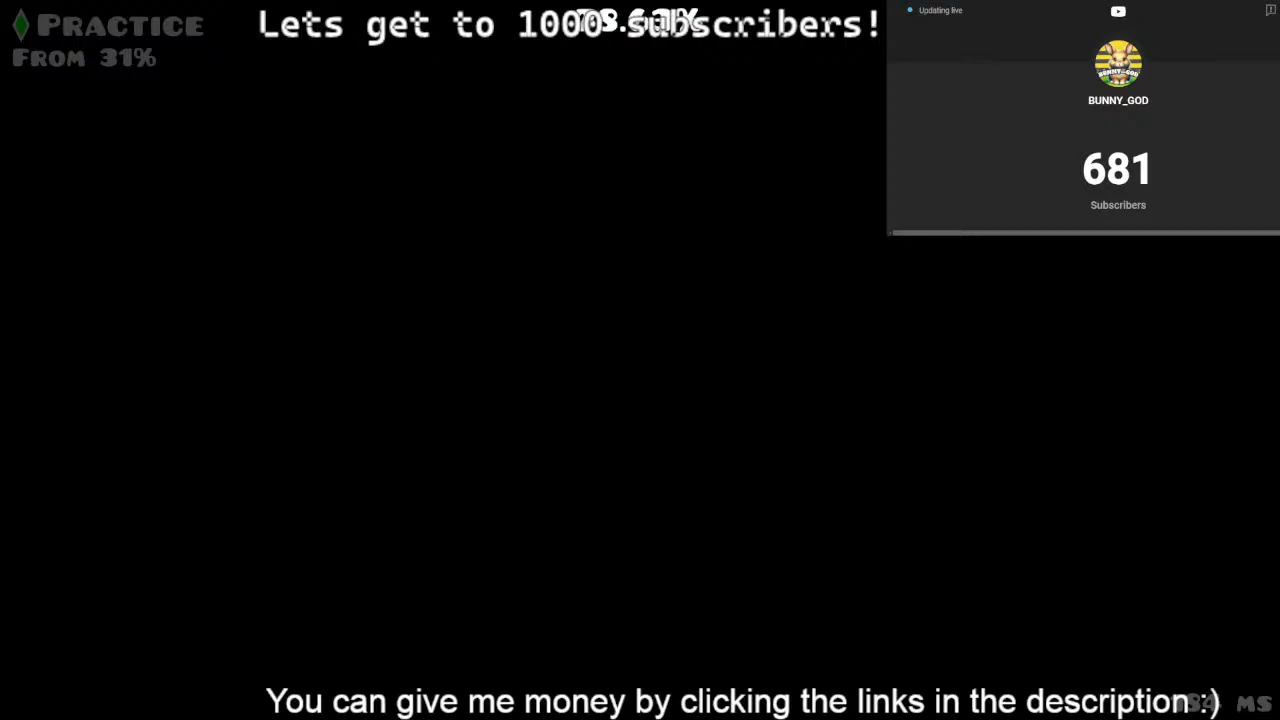 Practice
From 31%
Lets get to 1000 subscribers!
Updating live
BUNNY_GOD
681
Subscribers
You can give me money by clicking the links in the description :)
MS